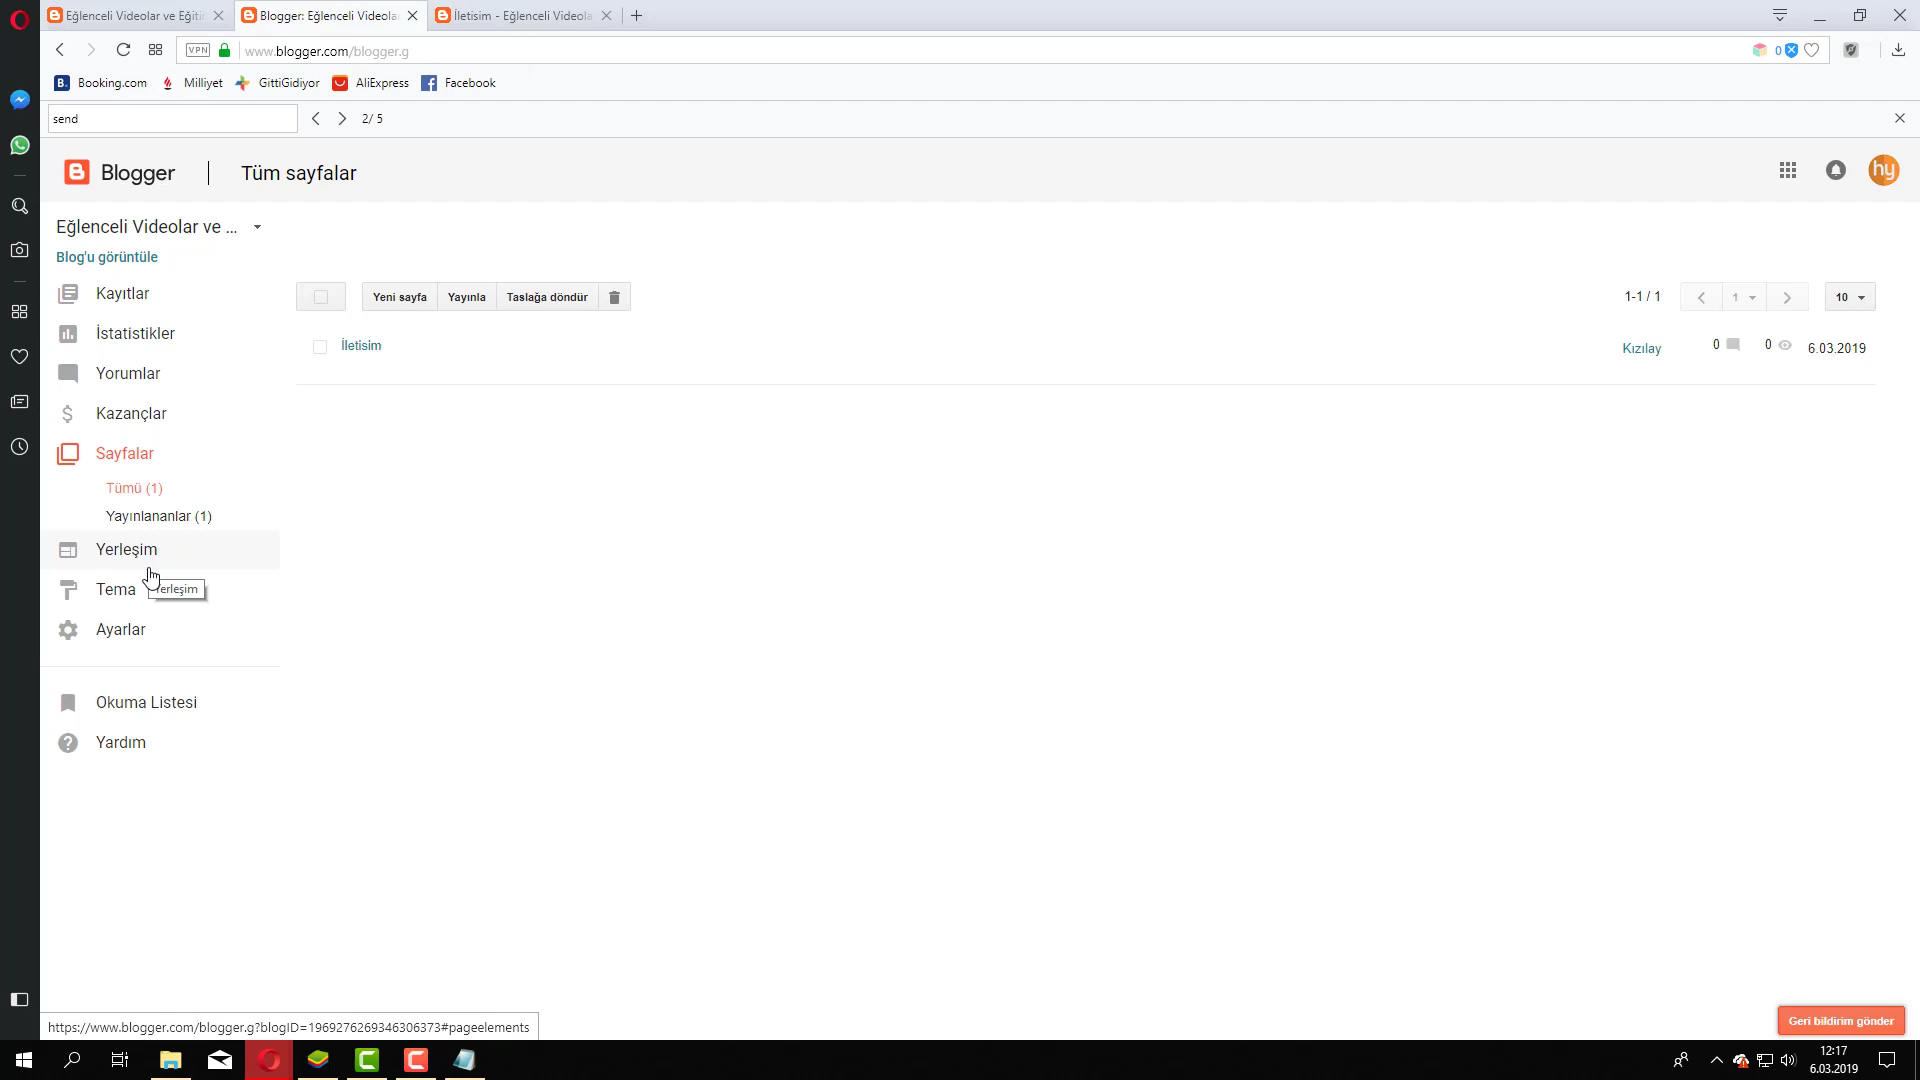 Eğlenceli Videolar ve Eğiti
Blogger: Eğlenceli Videola
İletisim - Eğlenceli Videola
VPN
www.blogger.com/blogger.g
0
Booking.com
Milliyet
GittiGidiyor
AliExpress
Facebook
send
2/ 5
Blogger
Tüm sayfalar
hy
Eğlenceli Videolar ve ...
Blog'u görüntüle
Kayıtlar
Yeni sayfa
Yayınla
Taslağa döndür
1-1 / 1
1
10
İstatistikler
İletisim
Kızılay
0
0
6.03.2019
Yorumlar
Kazançlar
Sayfalar
Tümü (1)
Yayınlananlar (1)
Yerleşim
Tema
Yerleşim
Ayarlar
Okuma Listesi
Yardım
Geri bildirim gönder
https://www.blogger.com/blogger.g?blogID=1969276269346306373#pageelements
12:17
6.03.2019